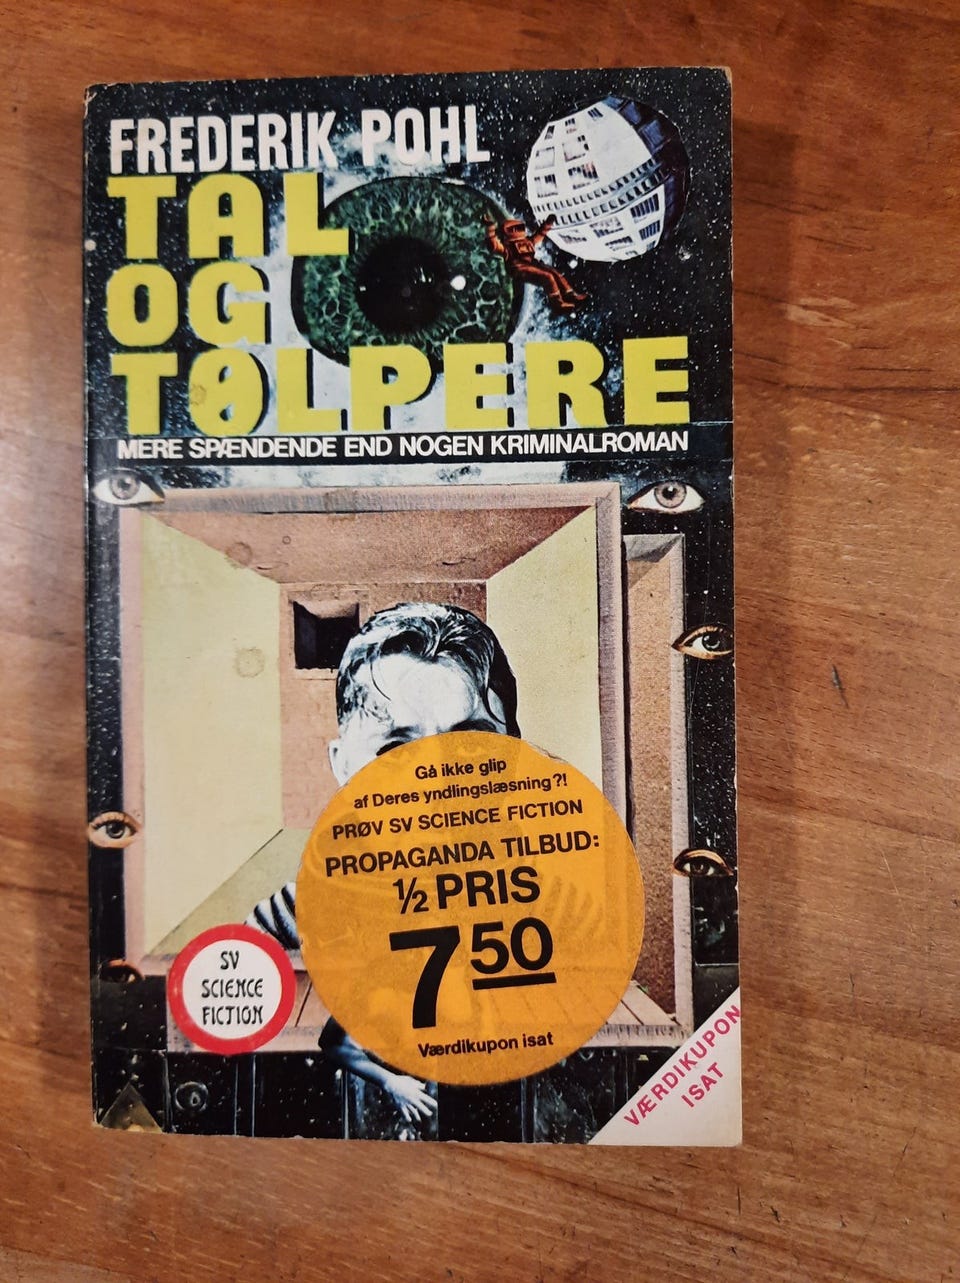 FREDERIK POHL
TAL
OG
TØLPERE
MERE SPÆNDENDE END NOGEN KRIMINALROMAN
Gå ikke glip
af Deres yndlingslæsning?!
PRØV SV SCIENCE FICTION
PROPAGANDA TILBUD:
½ PRIS
7 50
Værdikupon isat
SV
SCIENCE
FICTION
VÆRDIKUPON
ISAT